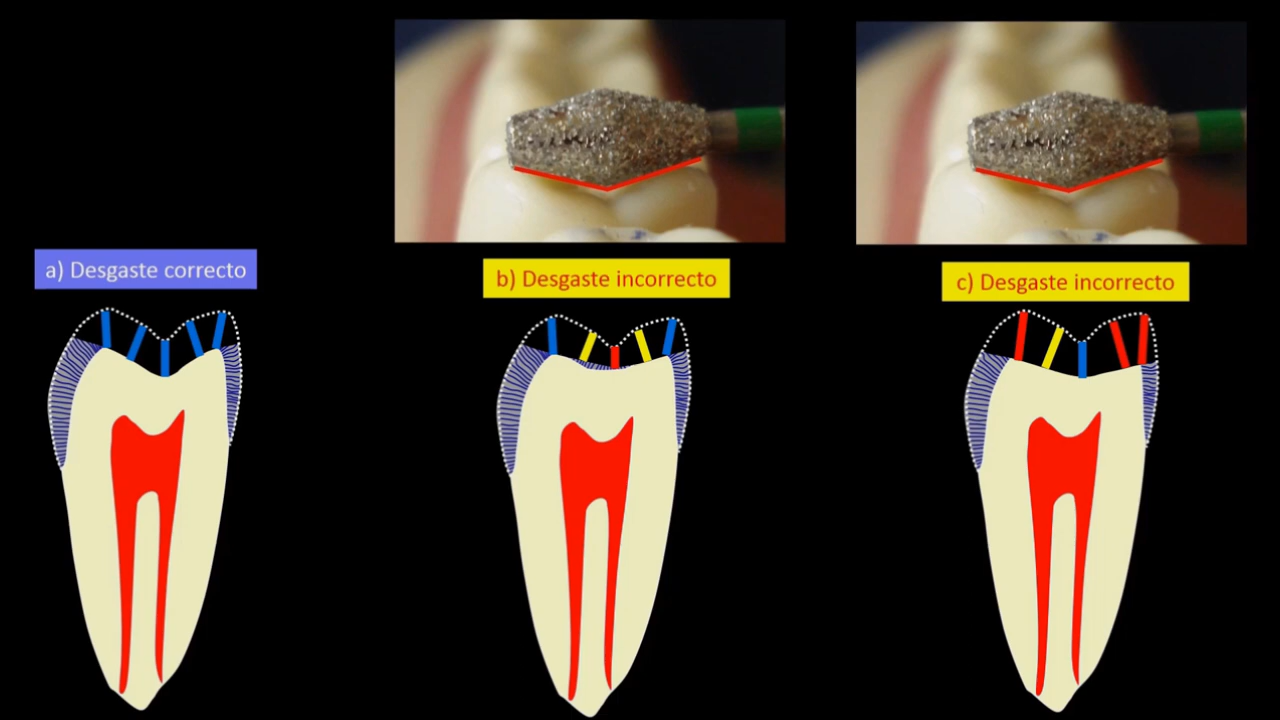 a) Desgaste correcto
b) Desgaste incorrecto
c) Desgaste incorrecto